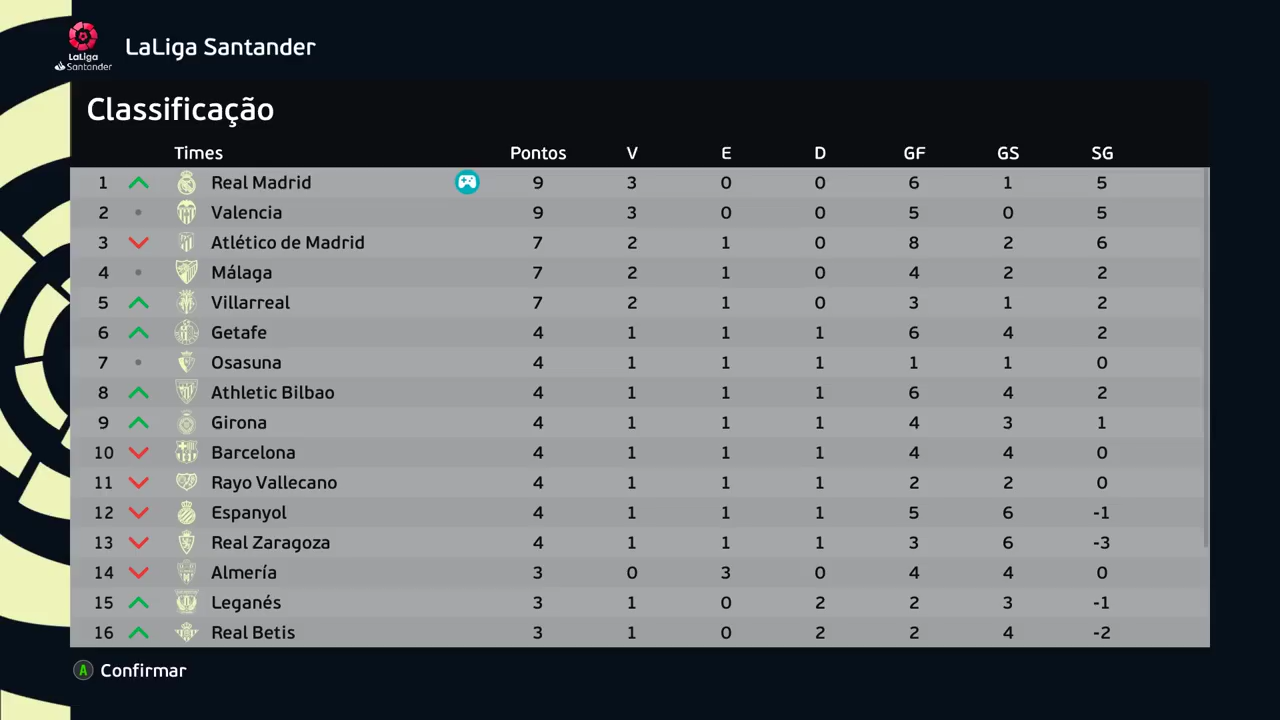 LaLiga Santander
LaLiga
Santander
Classificação
Times Pontos V E D GF GS SG
1 Real Madrid 9 3 0 0 6 1 5
2 Valencia 9 3 0 0 5 0 5
3 Atlético de Madrid 7 2 1 0 8 2 6
4 Málaga 7 2 1 0 4 2 2
5 Villarreal 7 2 1 0 3 1 2
6 Getafe 4 1 1 1 6 4 2
7 Osasuna 4 1 1 1 1 1 0
8 Athletic Bilbao 4 1 1 1 6 4 2
9 Girona 4 1 1 1 4 3 1
10 Barcelona 4 1 1 1 4 4 0
11 Rayo Vallecano 4 1 1 1 2 2 0
12 Espanyol 4 1 1 1 5 6 -1
13 Real Zaragoza 4 1 1 1 3 6 -3
14 Almería 3 0 3 0 4 4 0
15 Leganés 3 1 0 2 2 3 -1
16 Real Betis 3 1 0 2 2 4 -2
A Confirmar